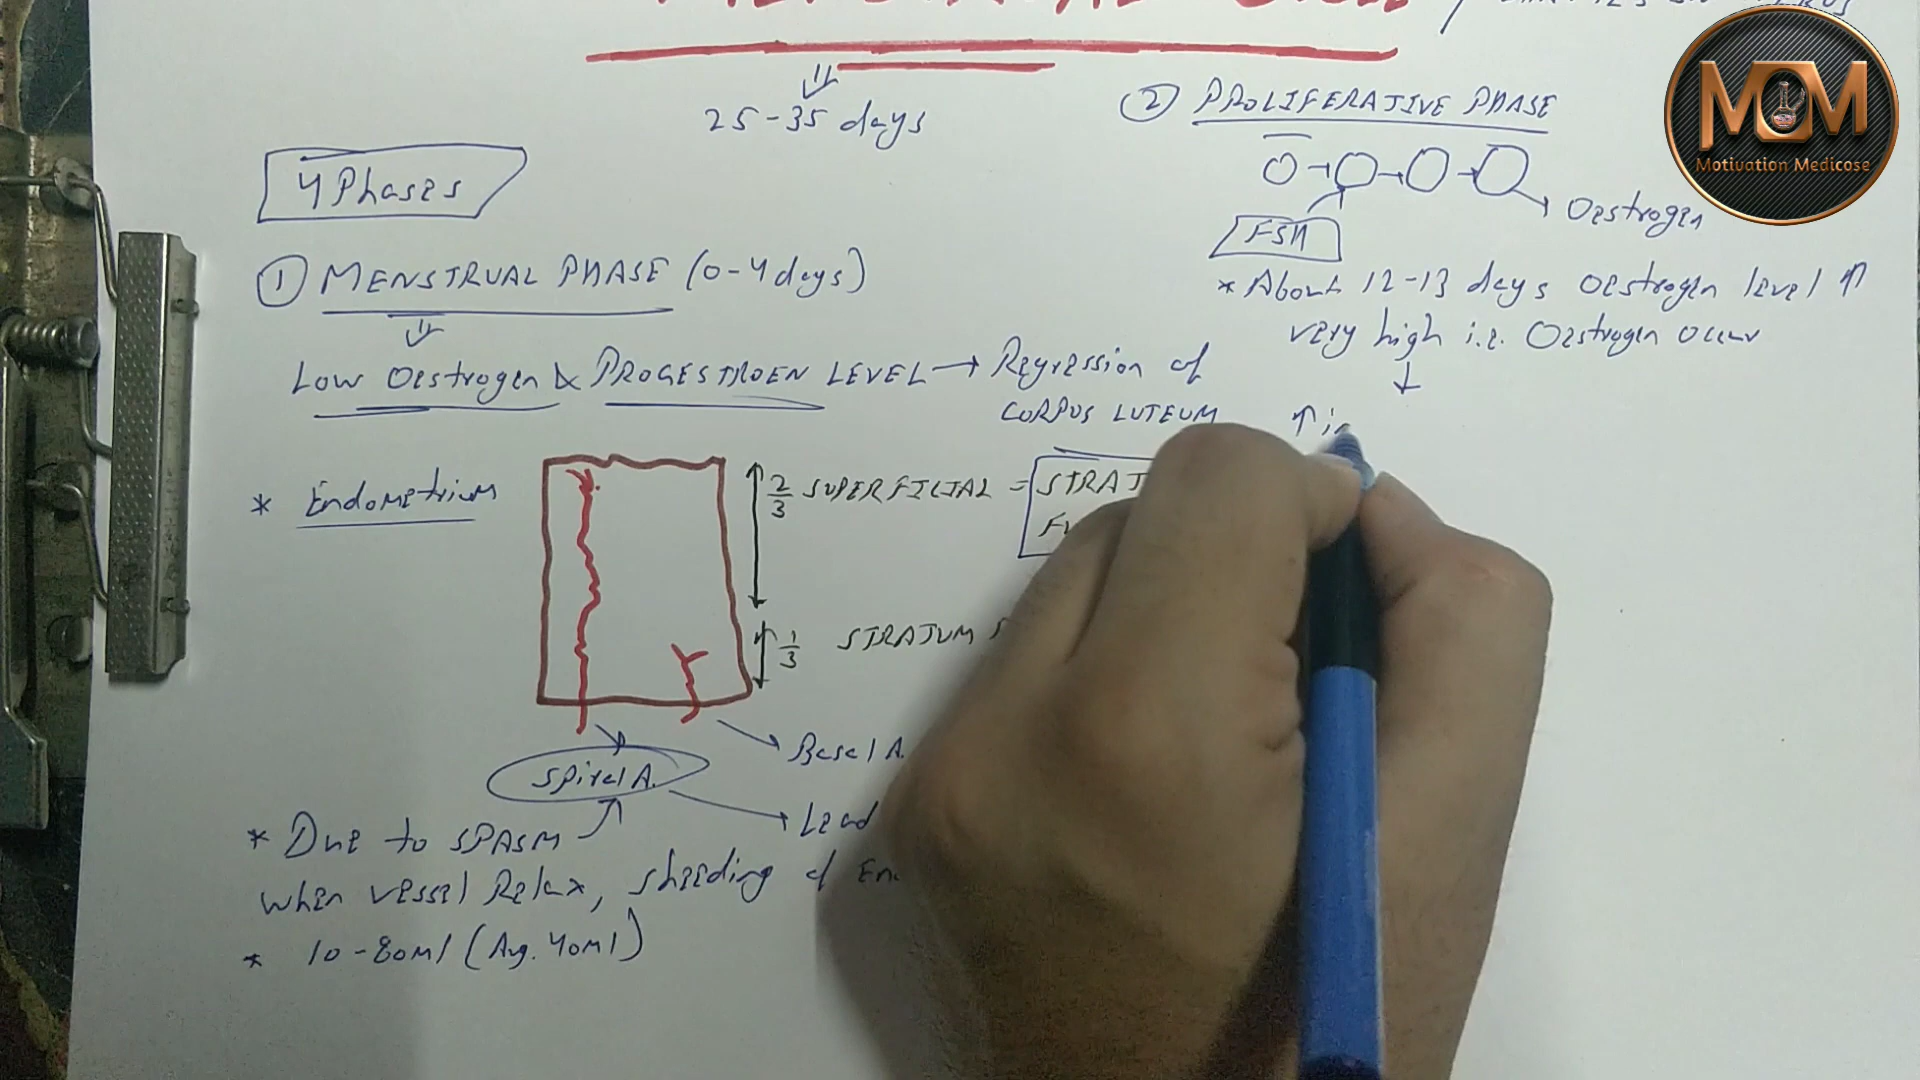 25-35 days
4 Phases
① MENSTRUAL PHASE (0-4 days)
Low Oestrogen & PROGESTROEN LEVEL → Regression of
CORPUS LUTEUM
* Endometrium
2/3 SUPERFICIAL =
1/3 STRATUM
Basal A.
Spiral A.
Lead
* Due to SPASM
when vessel Relax, shedding of
* 10-80ml (Avg. 40ml)
② PROLIFERATIVE PHASE
Oestrogen
FSH
* About 12-13 days Oestrogen level ↑
very high i.e. Oestrogen occur
↓
MOM
Motivation Medicose